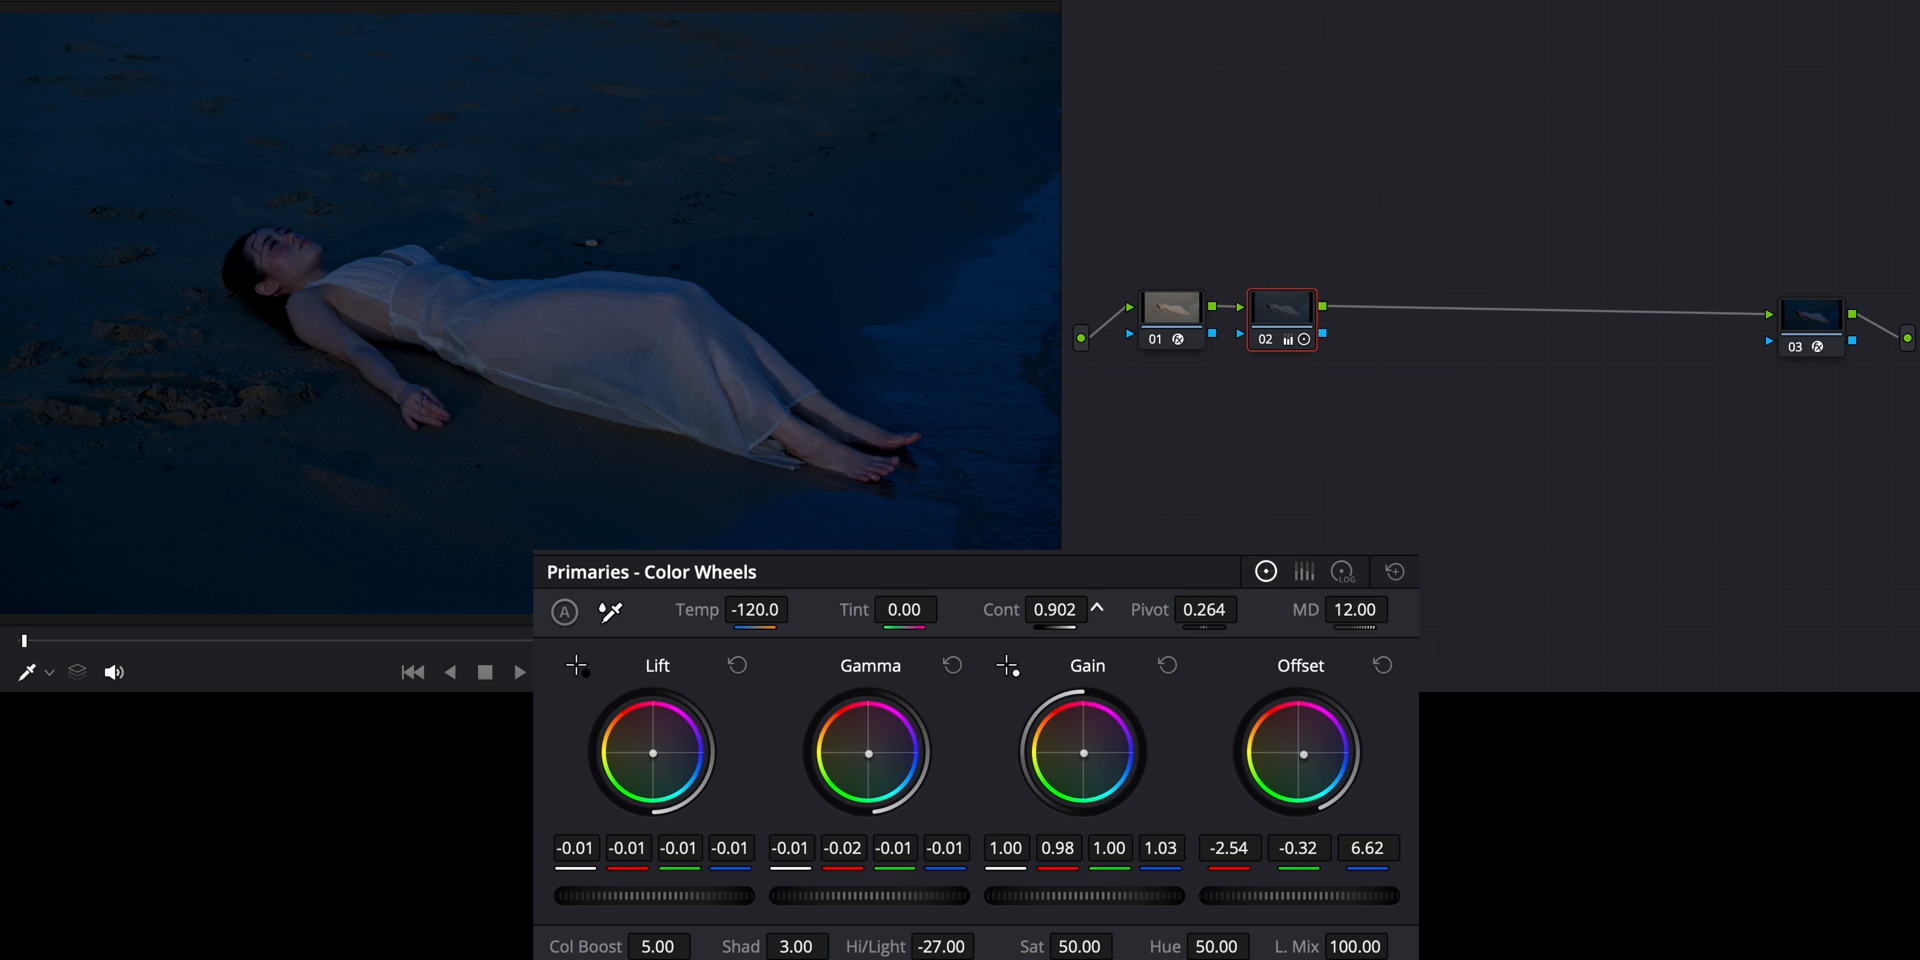 01
02
03
Primaries - Color Wheels
LOG
A
Temp -120.0 Tint 0.00 Cont 0.902 Pivot 0.264 MD 12.00
Lift Gamma Gain Offset
-0.01 -0.01 -0.01 -0.01 -0.01 -0.02 -0.01 -0.01 1.00 0.98 1.00 1.03 -2.54 -0.32 6.62
Col Boost 5.00 Shad 3.00 Hi/Light -27.00 Sat 50.00 Hue 50.00 L. Mix 100.00